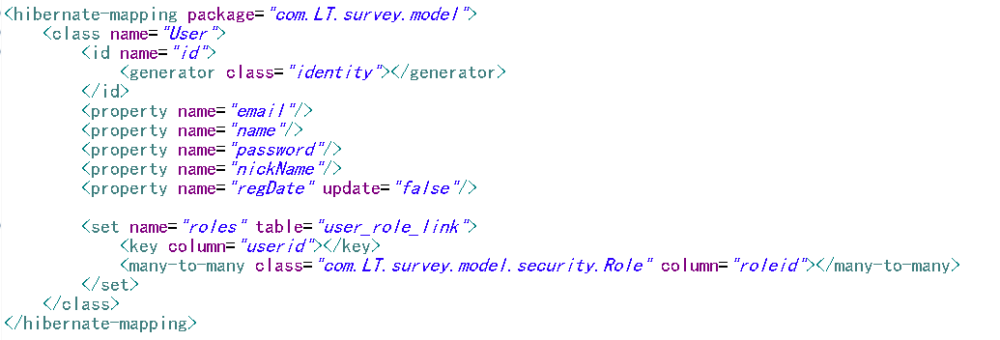 <hibernate-mapping package="com.LT.survey.model">
    <class name="User">
        <id name="id">
            <generator class="identity"></generator>
        </id>
        <property name="email"/>
        <property name="name"/>
        <property name="password"/>
        <property name="nickName"/>
        <property name="regDate" update="false"/>

        <set name="roles" table="user_role_link">
            <key column="userid"></key>
            <many-to-many class="com.LT.survey.model.security.Role" column="roleid"></many-to-many>
        </set>
    </class>
</hibernate-mapping>